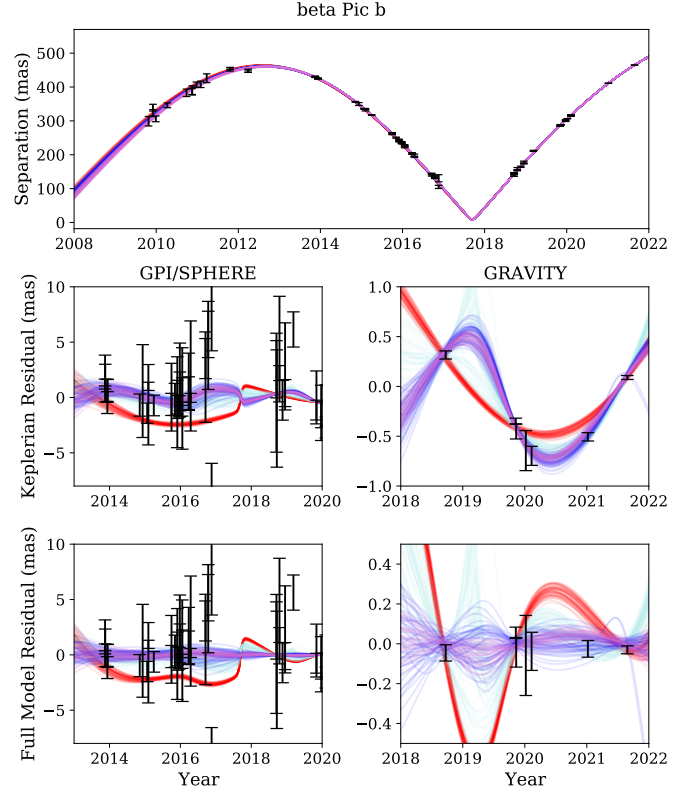 beta Pic b
Separation (mas)
500
400
300
200
100
0
2008 2010 2012 2014 2016 2018 2020 2022
GPI/SPHERE GRAVITY
Keplerian Residual (mas)
10
5
0
−5
2014 2016 2018 2020
1.0
0.5
0.0
−0.5
−1.0
2018 2019 2020 2021 2022
Full Model Residual (mas)
10
5
0
−5
2014 2016 2018 2020
Year
0.4
0.2
0.0
−0.2
−0.4
2018 2019 2020 2021 2022
Year